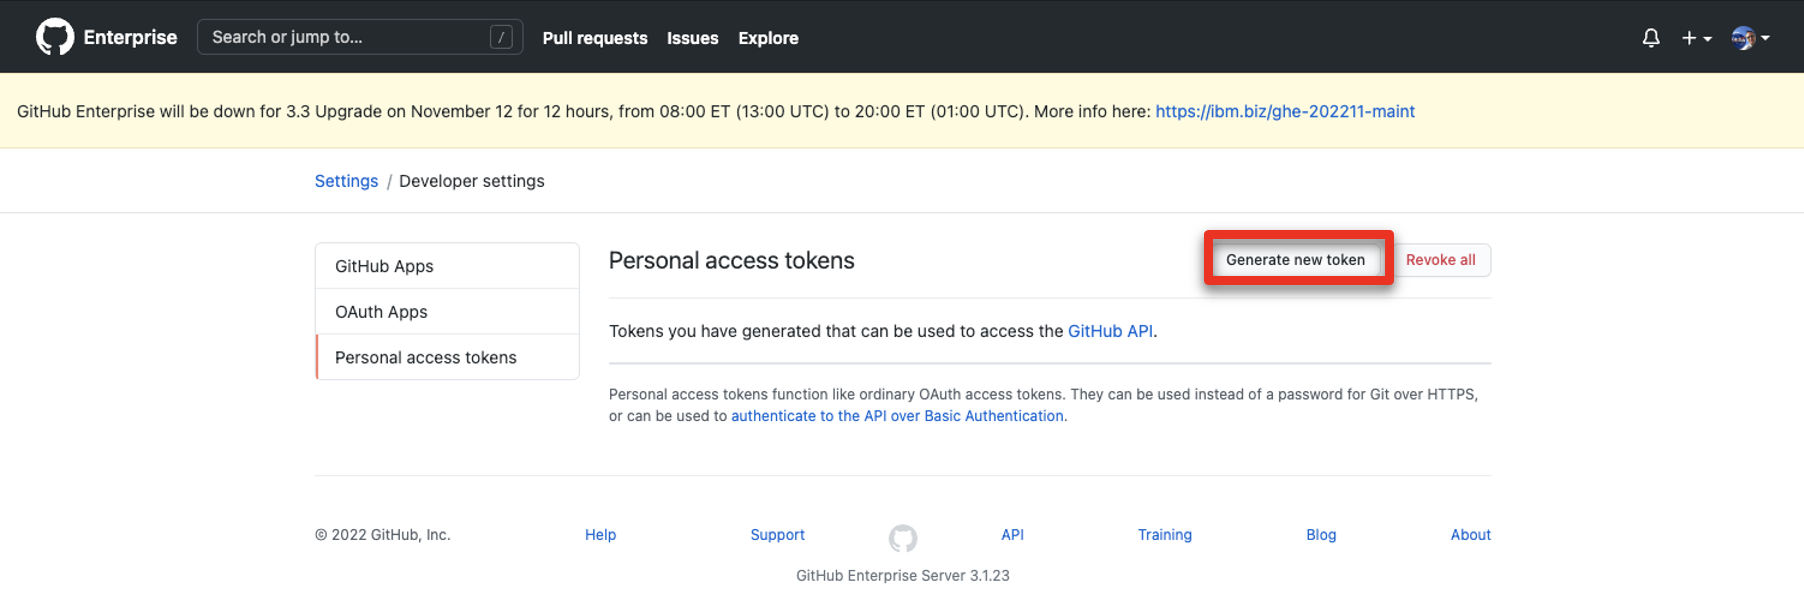 Enterprise Search or jump to... / Pull requests Issues Explore
GitHub Enterprise will be down for 3.3 Upgrade on November 12 for 12 hours, from 08:00 ET (13:00 UTC) to 20:00 ET (01:00 UTC). More info here: https://ibm.biz/ghe-202211-maint
Settings / Developer settings
GitHub Apps
OAuth Apps
Personal access tokens
Personal access tokens Generate new token Revoke all
Tokens you have generated that can be used to access the GitHub API.
Personal access tokens function like ordinary OAuth access tokens. They can be used instead of a password for Git over HTTPS,
or can be used to authenticate to the API over Basic Authentication.
© 2022 GitHub, Inc. Help Support API Training Blog About
GitHub Enterprise Server 3.1.23